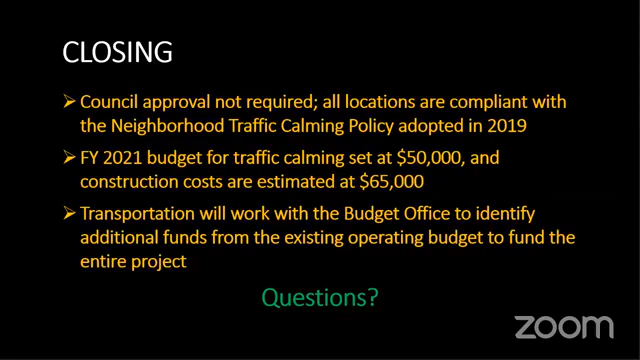 CLOSING
➢ Council approval not required; all locations are compliant with
the Neighborhood Traffic Calming Policy adopted in 2019
➢ FY 2021 budget for traffic calming set at $50,000, and
construction costs are estimated at $65,000
➢ Transportation will work with the Budget Office to identify
additional funds from the existing operating budget to fund the
entire project
Questions?
zoom